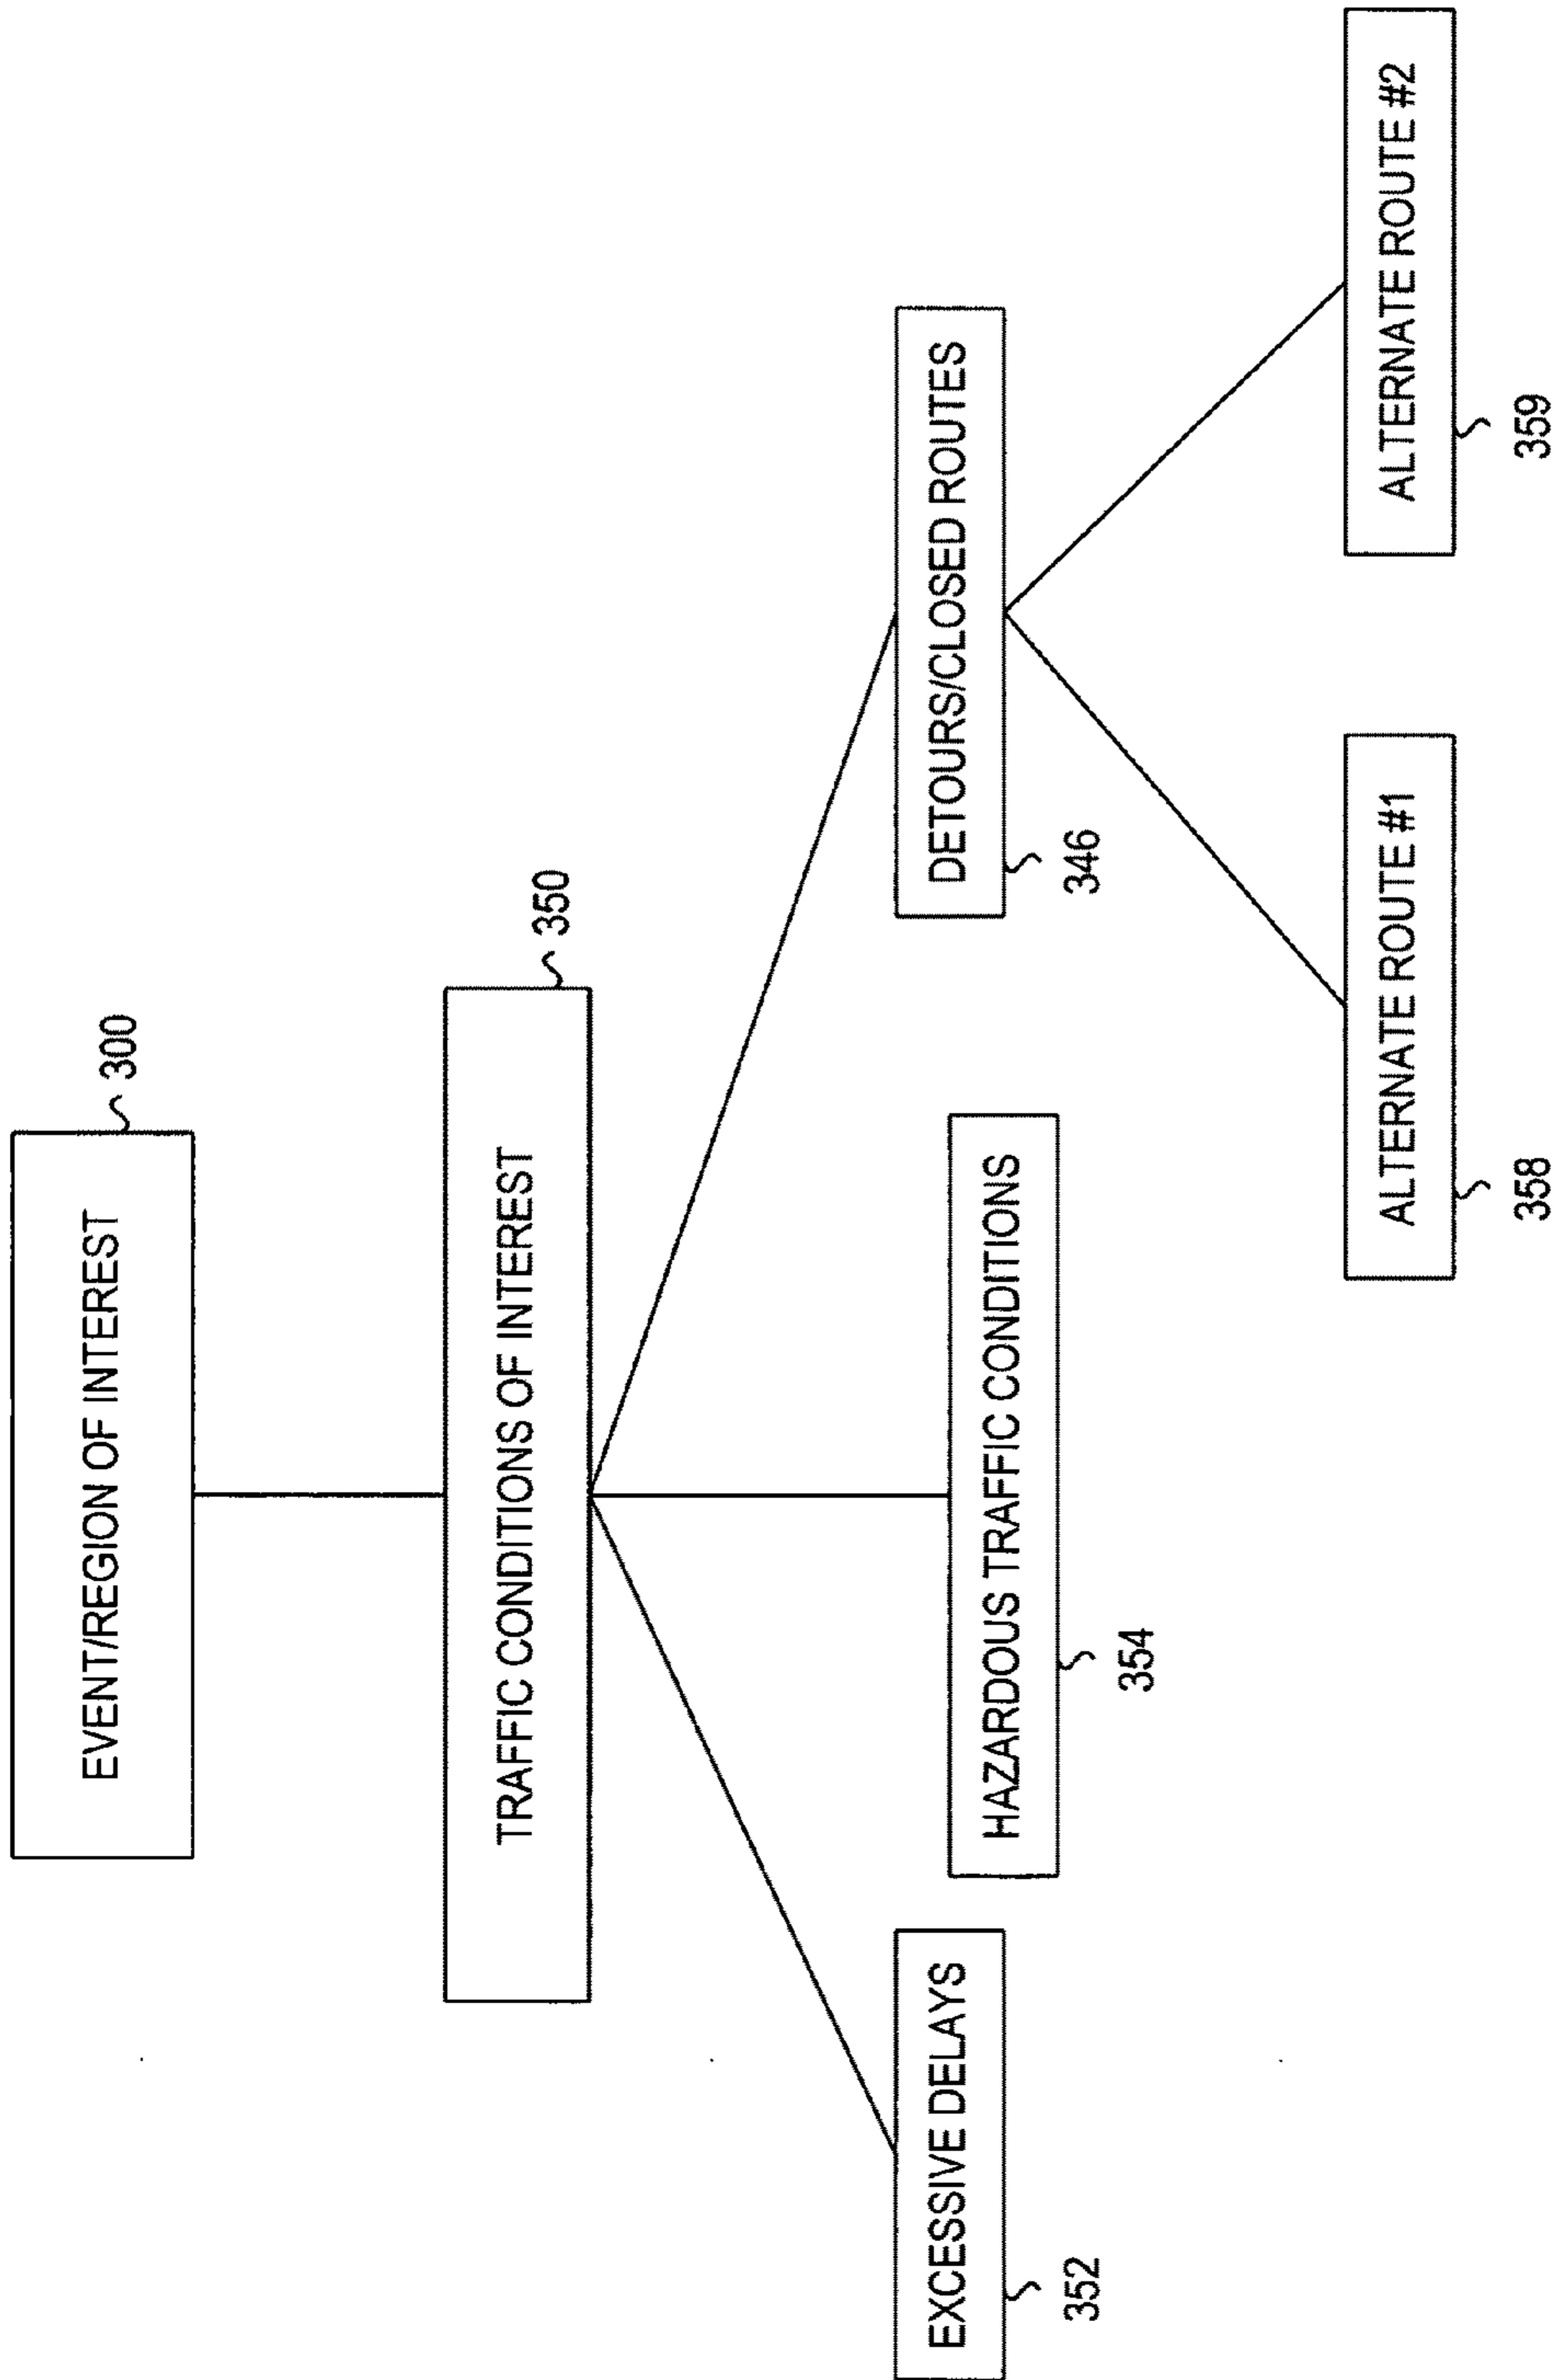 EVENT/REGION OF INTEREST
300
TRAFFIC CONDITIONS OF INTEREST
350
EXCESSIVE DELAYS
352
HAZARDOUS TRAFFIC CONDITIONS
354
DETOURS/CLOSED ROUTES
346
ALTERNATE ROUTE #1
358
ALTERNATE ROUTE #2
359